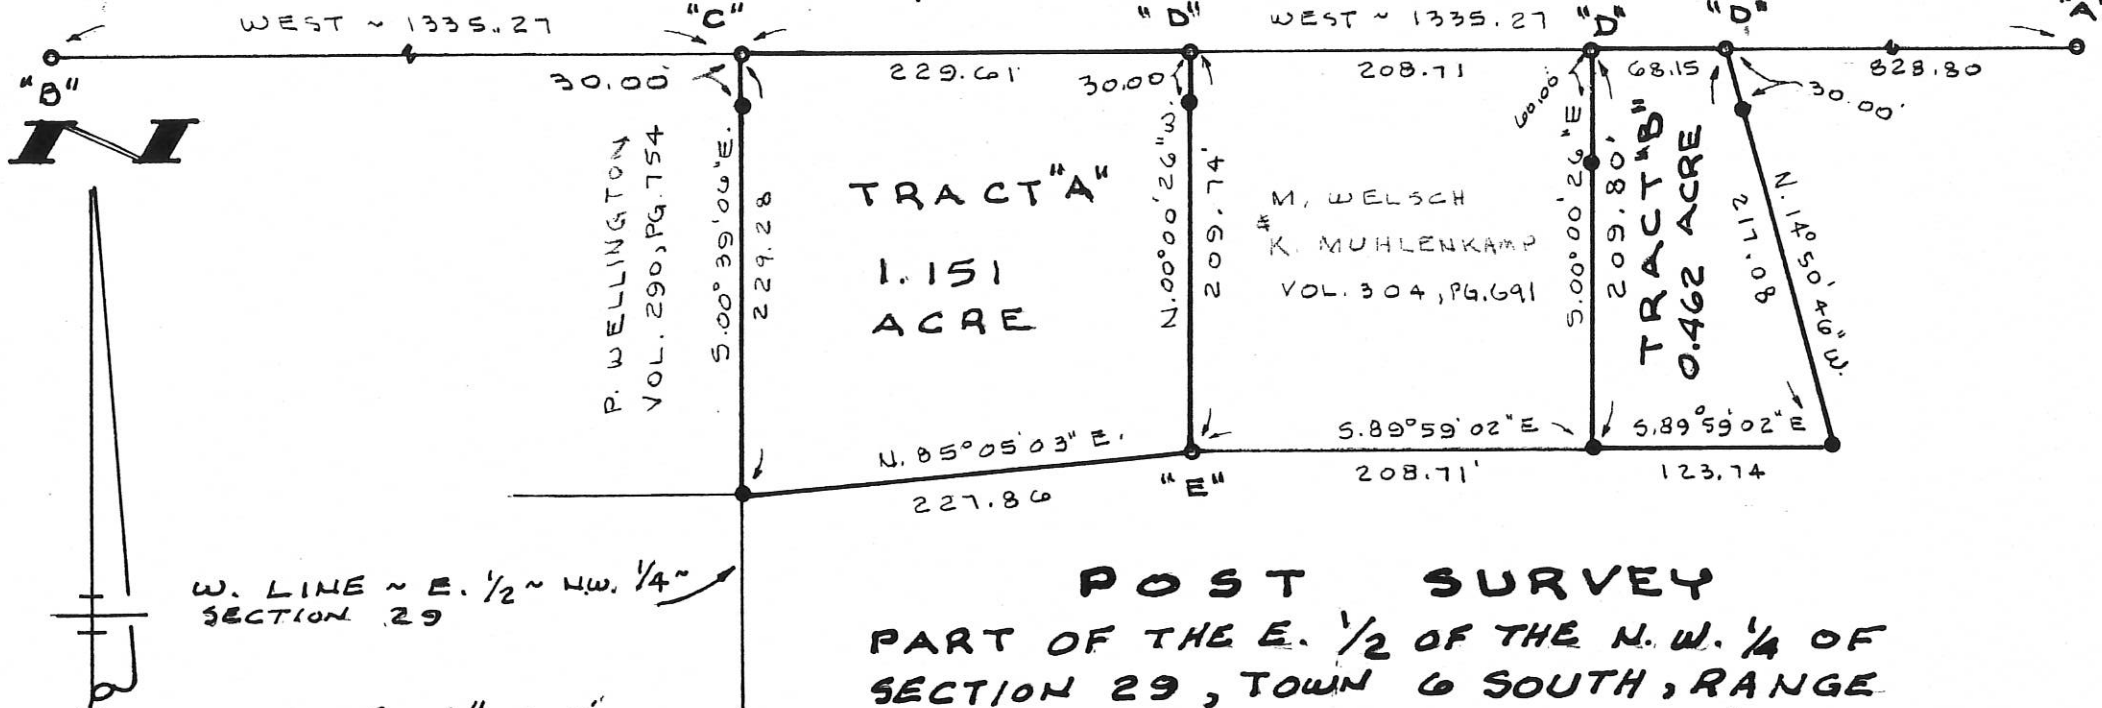 WEST ~ 1335.27
"C"
"D"
WEST ~ 1335.27
"D"
"D"
"A"
"B"
30.00'
229.61'
30.00'
208.71
60.00'
68.15
30.00'
828.80
N
P. WELLINGTON
VOL. 290, PG. 754
S.00° 39' 06" E.
229.28
TRACT "A"
1.151
ACRE
N.00° 00' 26" W.
209.74'
M. WELSCH
K. MUHLENKAMP
VOL. 304, PG. 691
S.00° 00' 26" E
209.80'
TRACT "B"
0.462 ACRE
N. 14° 50' 46" W.
217.08
N. 85° 05' 03" E.
227.86
"E"
S.89° 59' 02" E
208.71'
S.89° 59' 02" E
123.74
W. LINE ~ E. 1/2 ~ N.W. 1/4 ~
SECTION 29
POST SURVEY
PART OF THE E. 1/2 OF THE N.W. 1/4 OF
SECTION 29, TOWN 6 SOUTH, RANGE